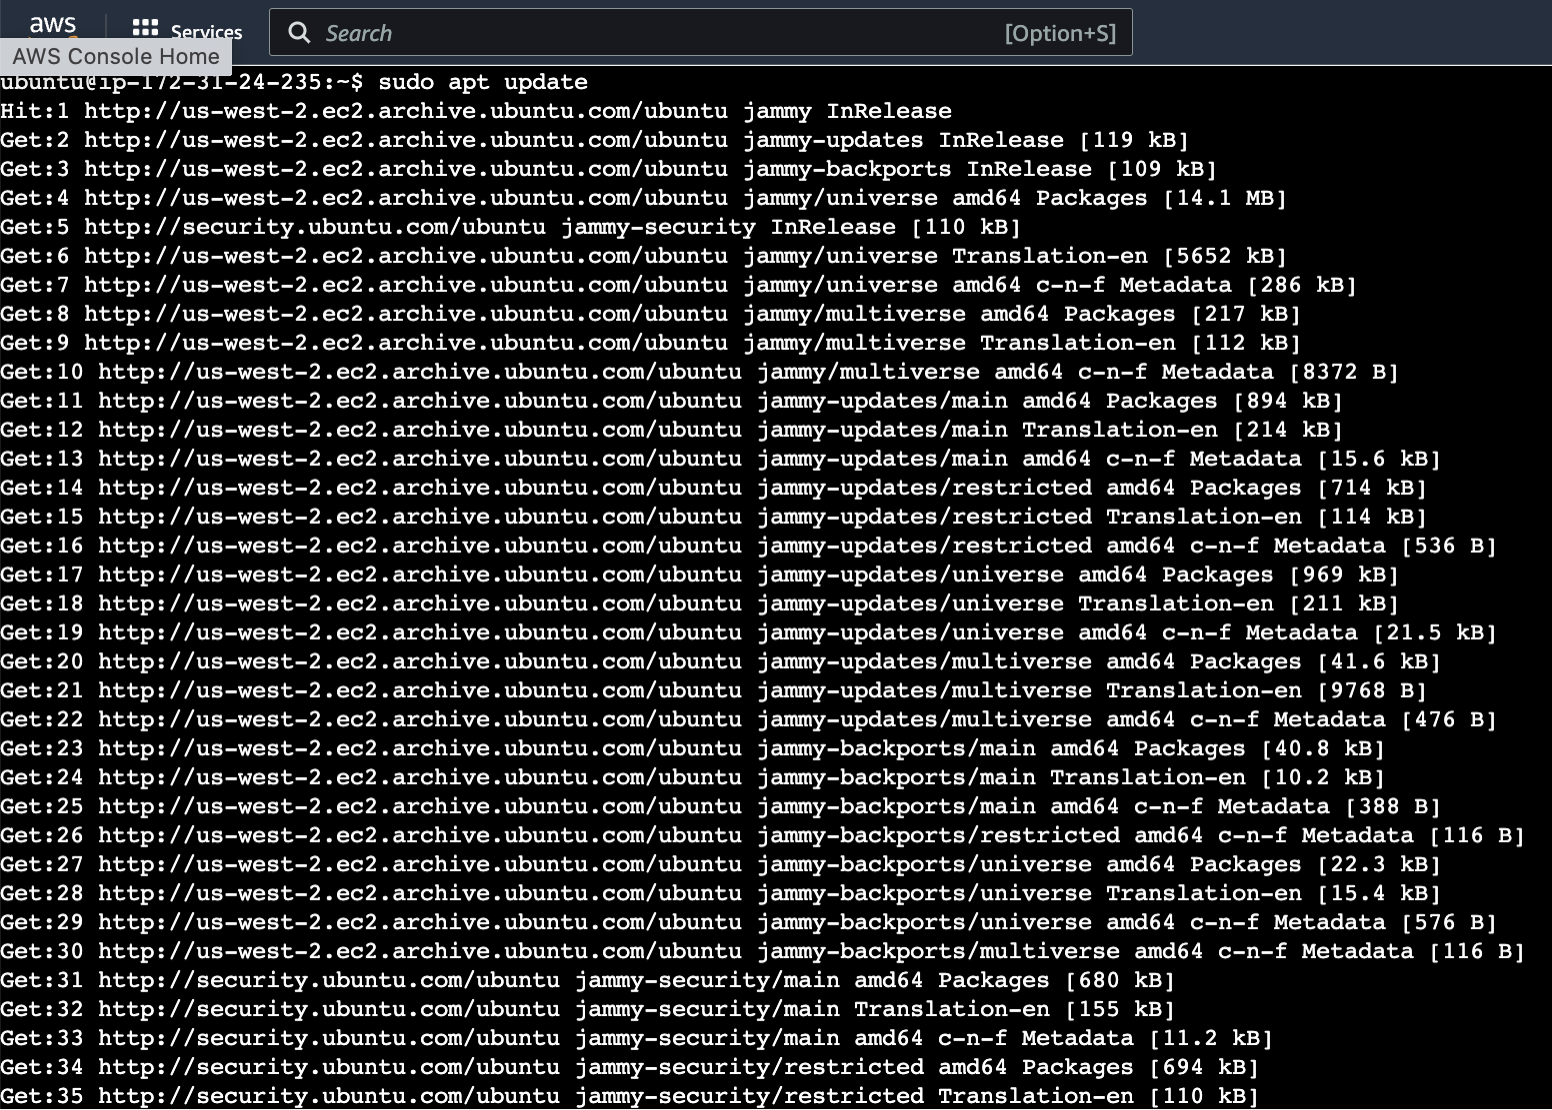 aws
Services
Search
[Option+S]
AWS Console Home
ubuntu@ip-172-31-24-235:~$ sudo apt update
Hit:1 http://us-west-2.ec2.archive.ubuntu.com/ubuntu jammy InRelease
Get:2 http://us-west-2.ec2.archive.ubuntu.com/ubuntu jammy-updates InRelease [119 kB]
Get:3 http://us-west-2.ec2.archive.ubuntu.com/ubuntu jammy-backports InRelease [109 kB]
Get:4 http://us-west-2.ec2.archive.ubuntu.com/ubuntu jammy/universe amd64 Packages [14.1 MB]
Get:5 http://security.ubuntu.com/ubuntu jammy-security InRelease [110 kB]
Get:6 http://us-west-2.ec2.archive.ubuntu.com/ubuntu jammy/universe Translation-en [5652 kB]
Get:7 http://us-west-2.ec2.archive.ubuntu.com/ubuntu jammy/universe amd64 c-n-f Metadata [286 kB]
Get:8 http://us-west-2.ec2.archive.ubuntu.com/ubuntu jammy/multiverse amd64 Packages [217 kB]
Get:9 http://us-west-2.ec2.archive.ubuntu.com/ubuntu jammy/multiverse Translation-en [112 kB]
Get:10 http://us-west-2.ec2.archive.ubuntu.com/ubuntu jammy/multiverse amd64 c-n-f Metadata [8372 B]
Get:11 http://us-west-2.ec2.archive.ubuntu.com/ubuntu jammy-updates/main amd64 Packages [894 kB]
Get:12 http://us-west-2.ec2.archive.ubuntu.com/ubuntu jammy-updates/main Translation-en [214 kB]
Get:13 http://us-west-2.ec2.archive.ubuntu.com/ubuntu jammy-updates/main amd64 c-n-f Metadata [15.6 kB]
Get:14 http://us-west-2.ec2.archive.ubuntu.com/ubuntu jammy-updates/restricted amd64 Packages [714 kB]
Get:15 http://us-west-2.ec2.archive.ubuntu.com/ubuntu jammy-updates/restricted Translation-en [114 kB]
Get:16 http://us-west-2.ec2.archive.ubuntu.com/ubuntu jammy-updates/restricted amd64 c-n-f Metadata [536 B]
Get:17 http://us-west-2.ec2.archive.ubuntu.com/ubuntu jammy-updates/universe amd64 Packages [969 kB]
Get:18 http://us-west-2.ec2.archive.ubuntu.com/ubuntu jammy-updates/universe Translation-en [211 kB]
Get:19 http://us-west-2.ec2.archive.ubuntu.com/ubuntu jammy-updates/universe amd64 c-n-f Metadata [21.5 kB]
Get:20 http://us-west-2.ec2.archive.ubuntu.com/ubuntu jammy-updates/multiverse amd64 Packages [41.6 kB]
Get:21 http://us-west-2.ec2.archive.ubuntu.com/ubuntu jammy-updates/multiverse Translation-en [9768 B]
Get:22 http://us-west-2.ec2.archive.ubuntu.com/ubuntu jammy-updates/multiverse amd64 c-n-f Metadata [476 B]
Get:23 http://us-west-2.ec2.archive.ubuntu.com/ubuntu jammy-backports/main amd64 Packages [40.8 kB]
Get:24 http://us-west-2.ec2.archive.ubuntu.com/ubuntu jammy-backports/main Translation-en [10.2 kB]
Get:25 http://us-west-2.ec2.archive.ubuntu.com/ubuntu jammy-backports/main amd64 c-n-f Metadata [388 B]
Get:26 http://us-west-2.ec2.archive.ubuntu.com/ubuntu jammy-backports/restricted amd64 c-n-f Metadata [116 B]
Get:27 http://us-west-2.ec2.archive.ubuntu.com/ubuntu jammy-backports/universe amd64 Packages [22.3 kB]
Get:28 http://us-west-2.ec2.archive.ubuntu.com/ubuntu jammy-backports/universe Translation-en [15.4 kB]
Get:29 http://us-west-2.ec2.archive.ubuntu.com/ubuntu jammy-backports/universe amd64 c-n-f Metadata [576 B]
Get:30 http://us-west-2.ec2.archive.ubuntu.com/ubuntu jammy-backports/multiverse amd64 c-n-f Metadata [116 B]
Get:31 http://security.ubuntu.com/ubuntu jammy-security/main amd64 Packages [680 kB]
Get:32 http://security.ubuntu.com/ubuntu jammy-security/main Translation-en [155 kB]
Get:33 http://security.ubuntu.com/ubuntu jammy-security/main amd64 c-n-f Metadata [11.2 kB]
Get:34 http://security.ubuntu.com/ubuntu jammy-security/restricted amd64 Packages [694 kB]
Get:35 http://security.ubuntu.com/ubuntu jammy-security/restricted Translation-en [110 kB]